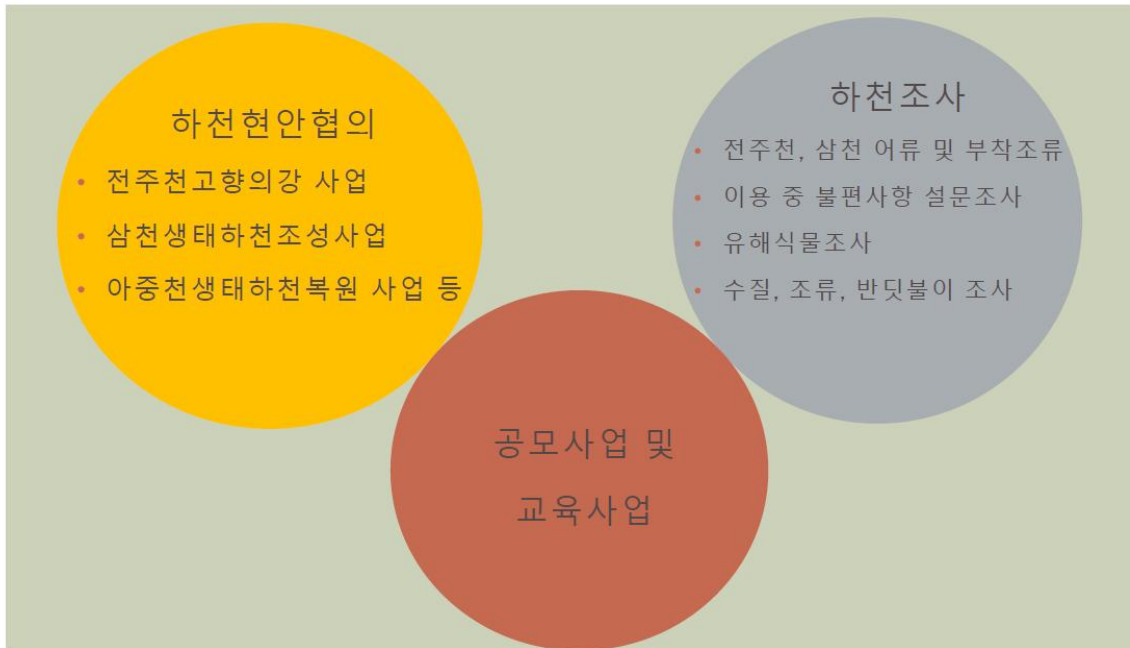 하천현안협의
• 전주천고향의강 사업
• 삼천생태하천조성사업
• 아중천생태하천복원 사업 등
하천조사
• 전주천, 삼천 어류 및 부착조류
• 이용 중 불편사항 설문조사
• 유해식물조사
• 수질, 조류, 반딧불이 조사
공모사업 및
교육사업